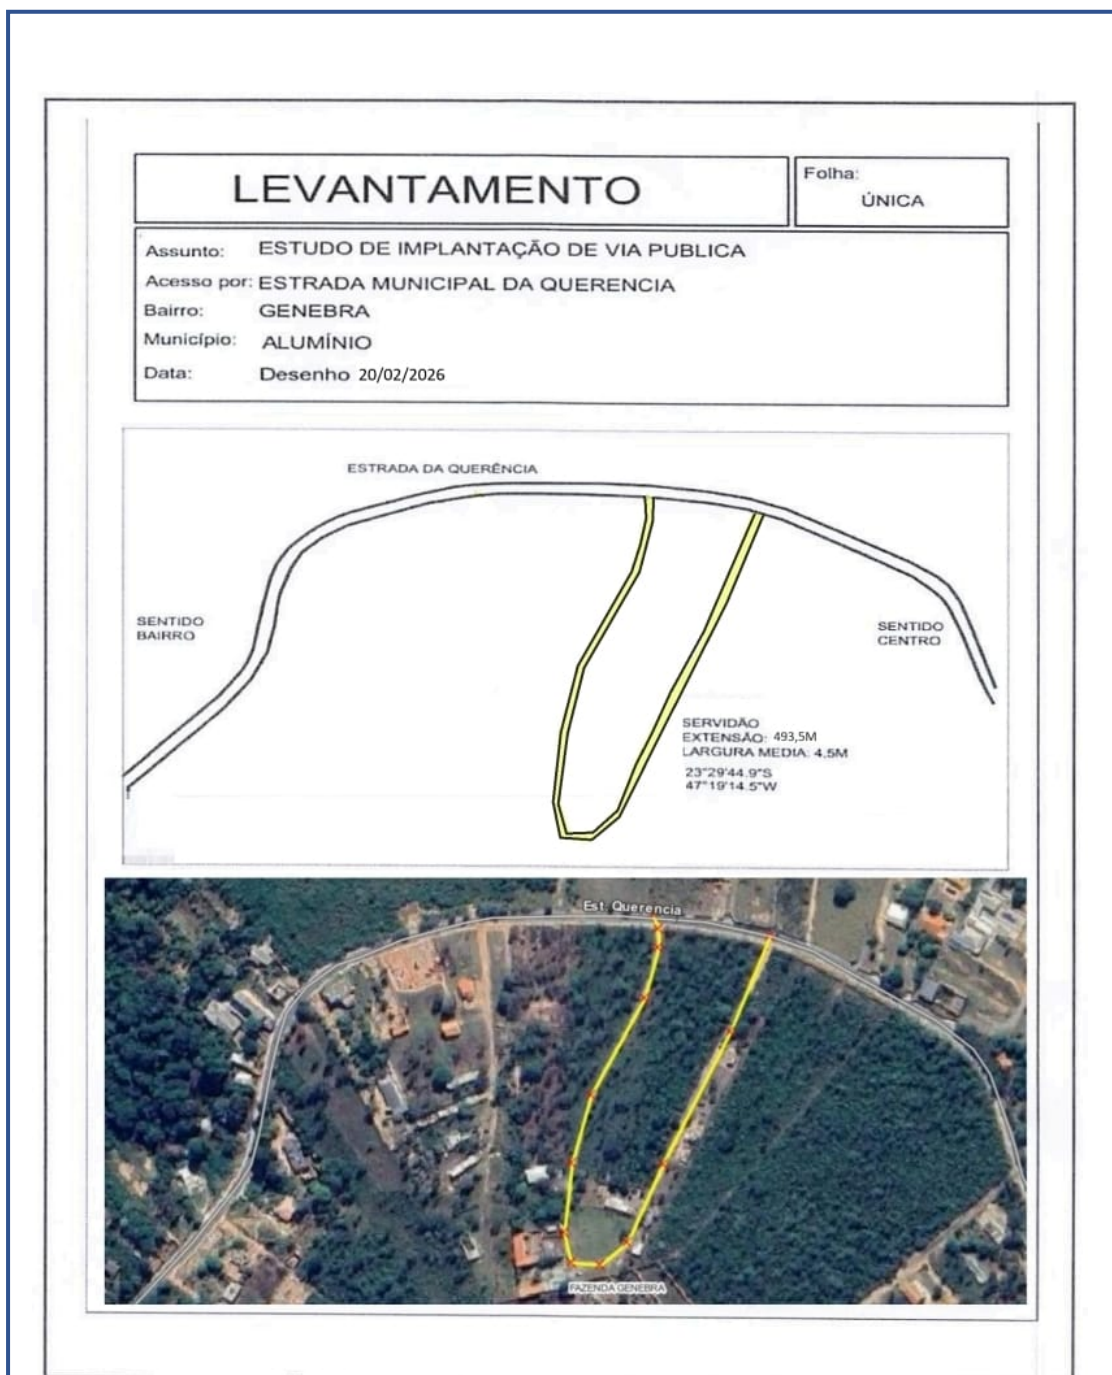 LEVANTAMENTO
Folha:
ÚNICA
Assunto: ESTUDO DE IMPLANTAÇÃO DE VIA PUBLICA
Acesso por: ESTRADA MUNICIPAL DA QUERENCIA
Bairro: GENEBRA
Município: ALUMÍNIO
Data: Desenho 20/02/2026
ESTRADA DA QUERÊNCIA
SENTIDO
BAIRRO
SENTIDO
CENTRO
SERVIDÃO
EXTENSÃO: 493,5M
LARGURA MEDIA: 4.5M
23°29'44.9"S
47°19'14.5"W
Est. Querencia
FAZENDA GENEBRA